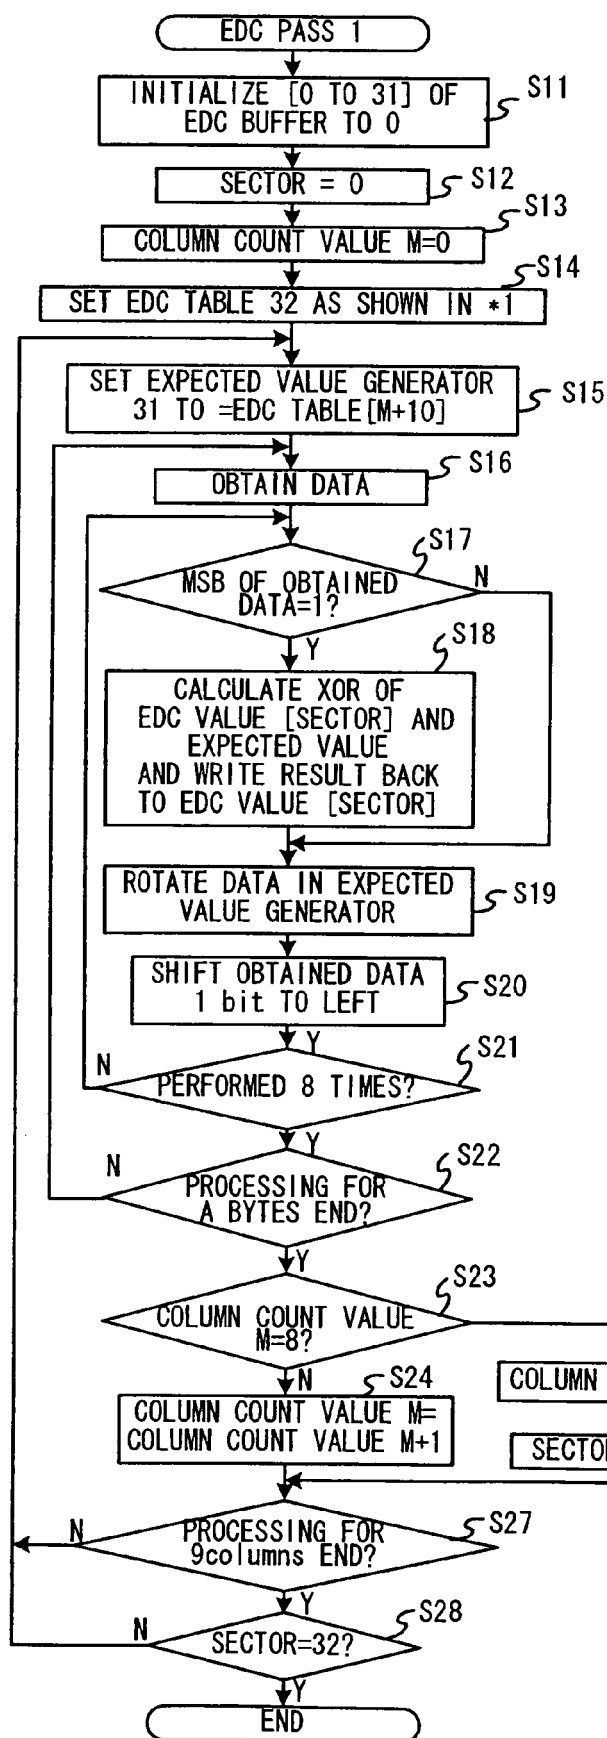 EDC PASS 1
INITIALIZE [0 TO 31] OF
EDC BUFFER TO 0
S11
SECTOR = 0
S12
COLUMN COUNT VALUE M=0
S13
SET EDC TABLE 32 AS SHOWN IN *1
S14
SET EXPECTED VALUE GENERATOR
31 TO =EDC TABLE[M+10]
S15
OBTAIN DATA
S16
MSB OF OBTAINED
DATA=1?
S17
N
Y
CALCULATE XOR OF
EDC VALUE [SECTOR] AND
EXPECTED VALUE
AND WRITE RESULT BACK
TO EDC VALUE [SECTOR]
S18
ROTATE DATA IN EXPECTED
VALUE GENERATOR
S19
SHIFT OBTAINED DATA
1 bit TO LEFT
S20
Y
PERFORMED 8 TIMES?
S21
N
Y
PROCESSING FOR
A BYTES END?
S22
N
Y
COLUMN COUNT VALUE
M=8?
S23
N
COLUMN COUNT VALUE M=
COLUMN COUNT VALUE M+1
S24
COLUMN
SECTOR
PROCESSING FOR
9columns END?
S27
N
Y
SECTOR=32?
S28
N
Y
END